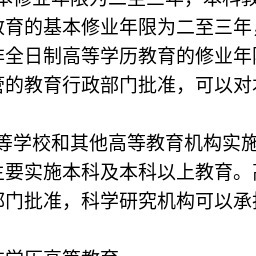 本修业年限为二至三年，本科教
教育的基本修业年限为二至三年，
非全日制高等学历教育的修业年限
管的教育行政部门批准，可以对本
等学校和其他高等教育机构实施
主要实施本科及本科以上教育。高
部门批准，科学研究机构可以承担
学历高等教育